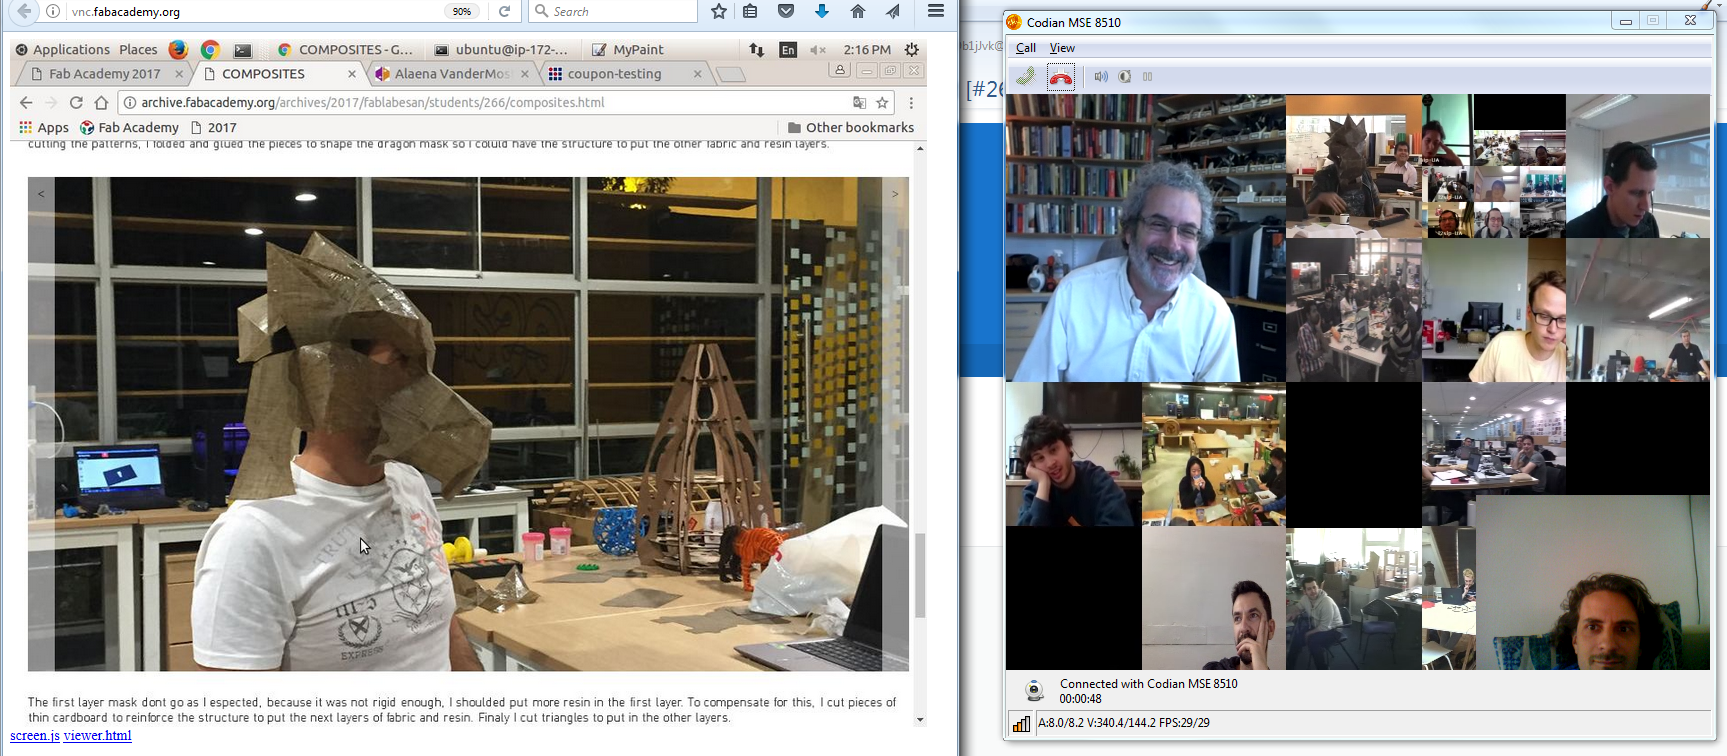 vnc.fabacademy.org
90%
Search
Applications Places
COMPOSITES - G...
ubuntu@ip-172-...
MyPaint
En
2:16 PM
Fab Academy 2017
COMPOSITES
Alaena VanderMos
coupon-testing
archive.fabacademy.org/archives/2017/fablabesan/students/266/composites.html
Apps
Fab Academy
2017
Other bookmarks
cutting the patterns, I folded and glued the pieces to shape the dragon mask so I could have the structure to put the other fabric and resin layers.
<
>
EXPRESS
The first layer mask dont go as I espected, because it was not rigid enough, I shoulded put more resin in the first layer. To compensate for this, I cut pieces of
thin cardboard to reinforce the structure to put the next layers of fabric and resin. Finaly I cut triangles to put in the other layers.
screen.js viewer.html
[#26
Codian MSE 8510
Call View
Connected with Codian MSE 8510
00:00:48
A:8.0/8.2 V:340.4/144.2 FPS:29/29